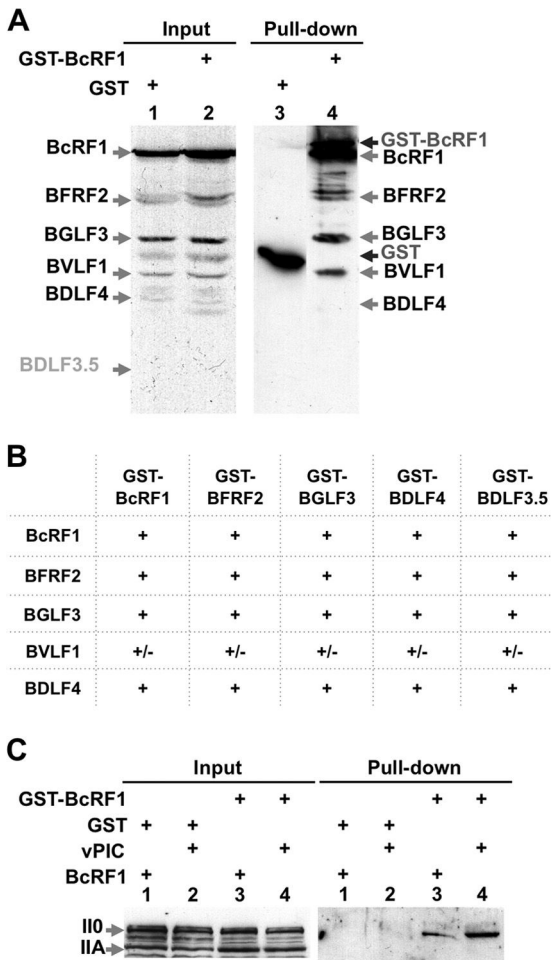 A
Input Pull-down
GST-BcRF1 + +
GST + +
1 2 3 4
BcRF1 GST-BcRF1
BcRF1
BFRF2 BFRF2
BGLF3 BGLF3
GST
BVLF1 BVLF1
BDLF4 BDLF4
BDLF3.5
B
GST-BcRF1 GST-BFRF2 GST-BGLF3 GST-BDLF4 GST-BDLF3.5
BcRF1 + + + + +
BFRF2 + + + + +
BGLF3 + + + + +
BVLF1 +/- +/- +/- +/- +/-
BDLF4 + + + + +
C
Input Pull-down
GST-BcRF1 + + + +
GST + + + +
vPIC + + + +
BcRF1 + + + +
1 2 3 4 1 2 3 4
II0
IIA